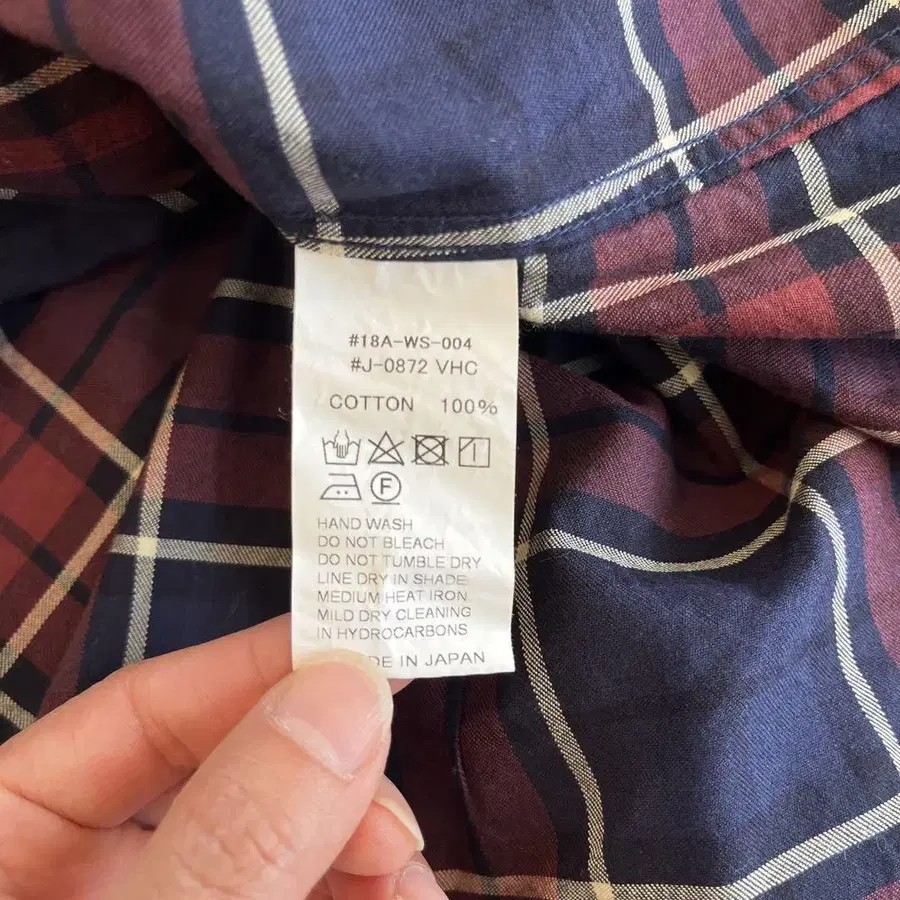 #18A-WS-004
#J-0872 VHC
COTTON 100%
F
HAND WASH
DO NOT BLEACH
DO NOT TUMBLE DRY
LINE DRY IN SHADE
MEDIUM HEAT IRON
MILD DRY CLEANING
IN HYDROCARBONS
DE IN JAPAN